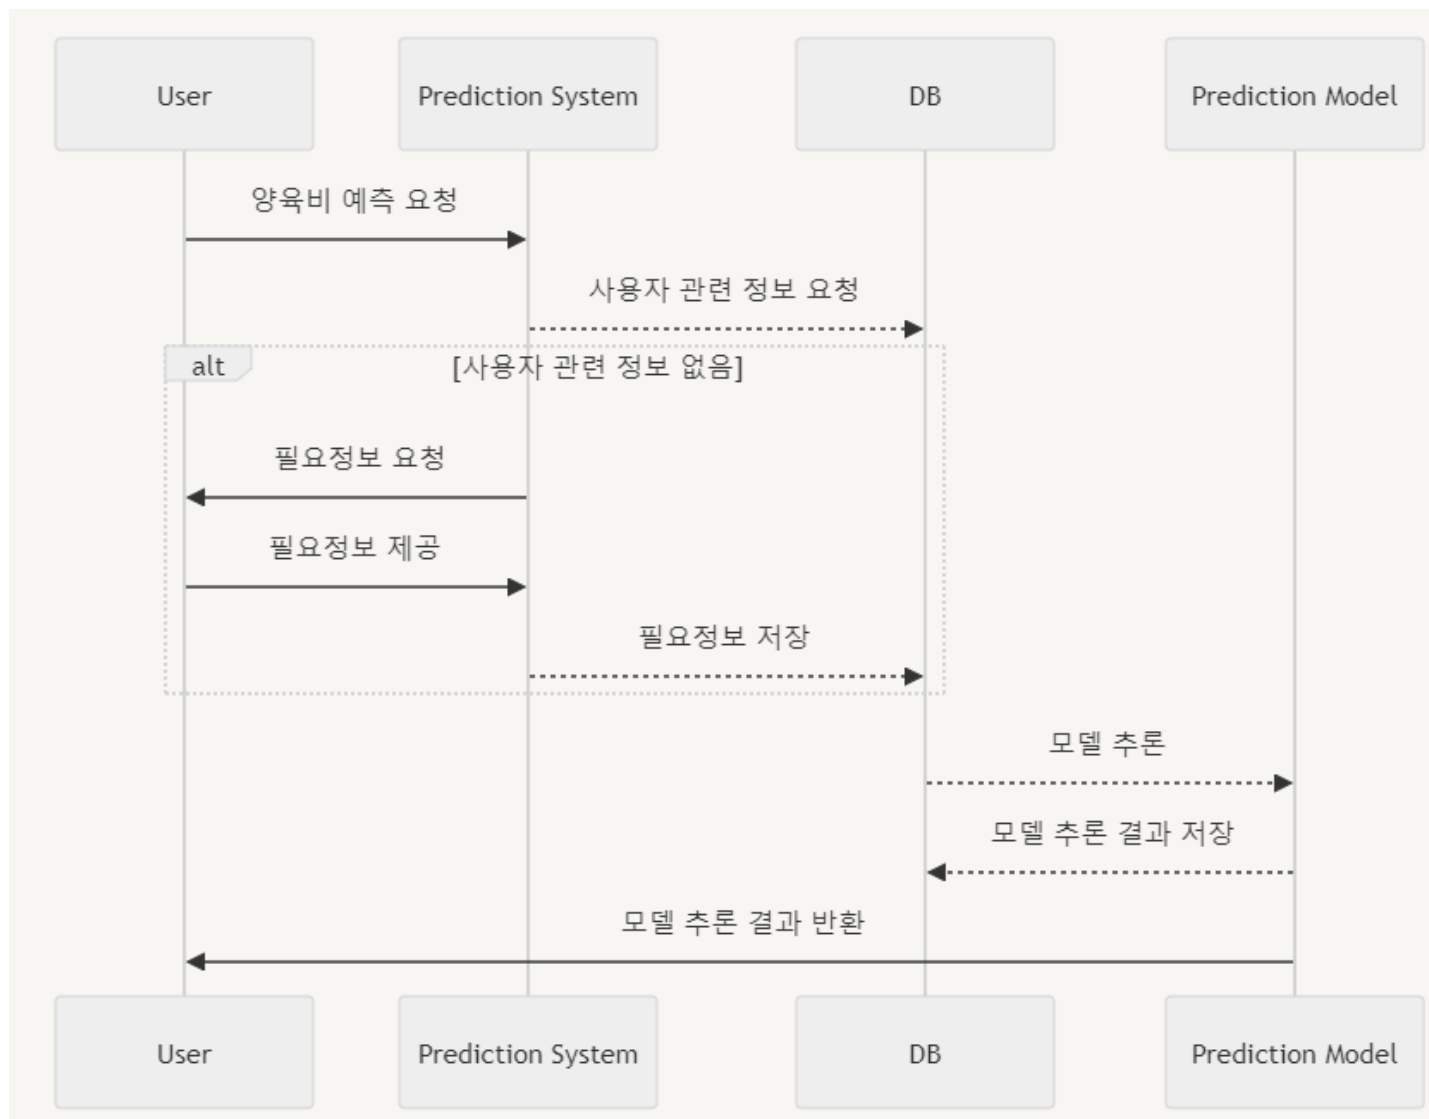 User
Prediction System
DB
Prediction Model
양육비 예측 요청
사용자 관련 정보 요청
alt
[사용자 관련 정보 없음]
필요정보 요청
필요정보 제공
필요정보 저장
모델 추론
모델 추론 결과 저장
모델 추론 결과 반환
User
Prediction System
DB
Prediction Model